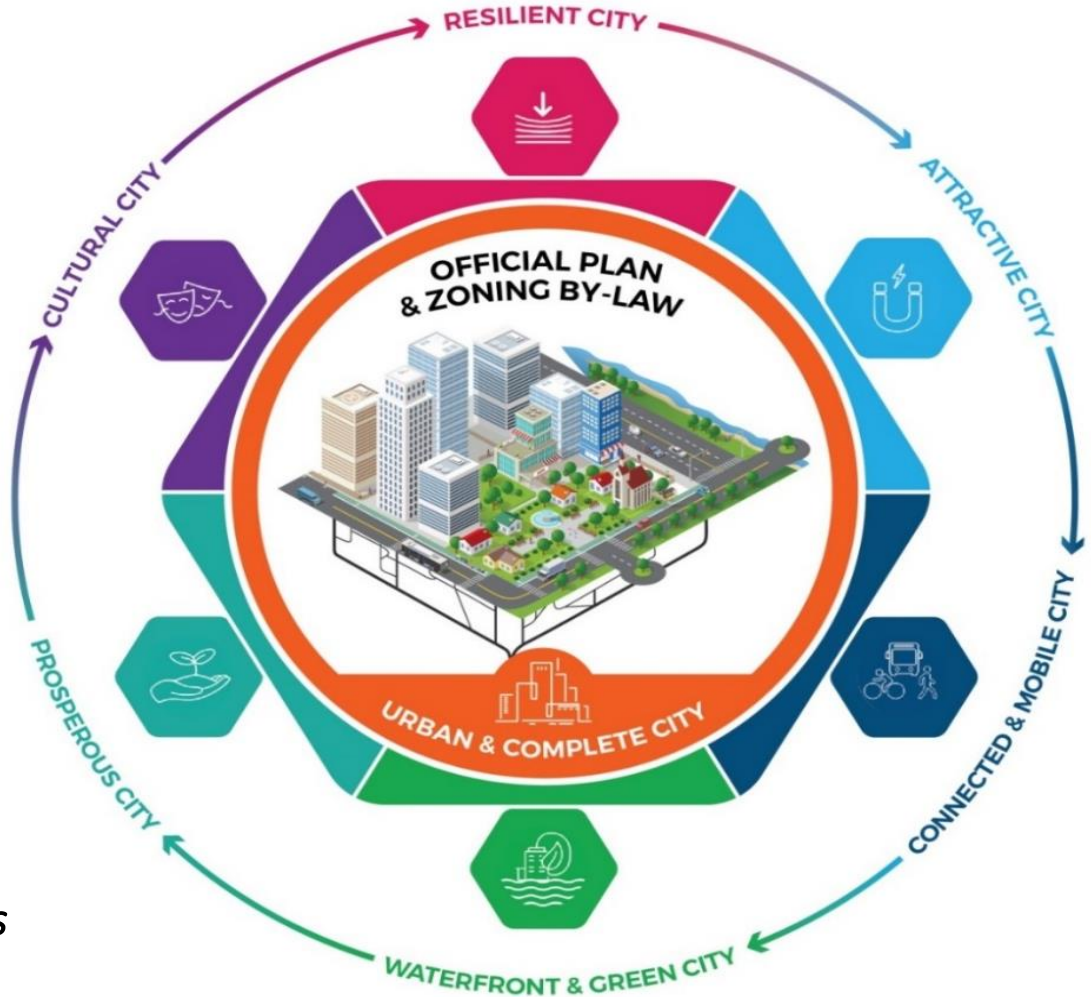 RESILIENT CITY
ATTRACTIVE CITY
CONNECTED & MOBILE CITY
WATERFRONT & GREEN CITY
PROSPEROUS CITY
CULTURAL CITY
OFFICIAL PLAN
& ZONING BY-LAW
URBAN & COMPLETE CITY
s